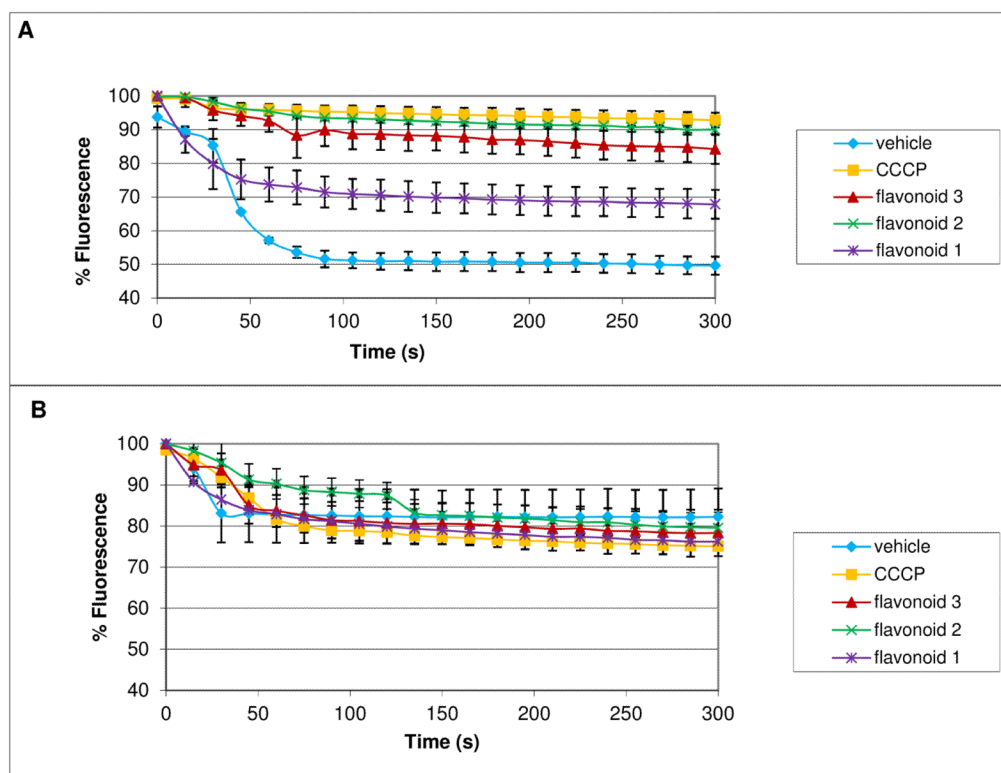 A
100
90
80
70
60
50
40
% Fluorescence
0 50 100 150 200 250 300
Time (s)
vehicle
CCCP
flavonoid 3
flavonoid 2
flavonoid 1
B
100
90
80
70
60
50
40
% Fluorescence
0 50 100 150 200 250 300
Time (s)
vehicle
CCCP
flavonoid 3
flavonoid 2
flavonoid 1